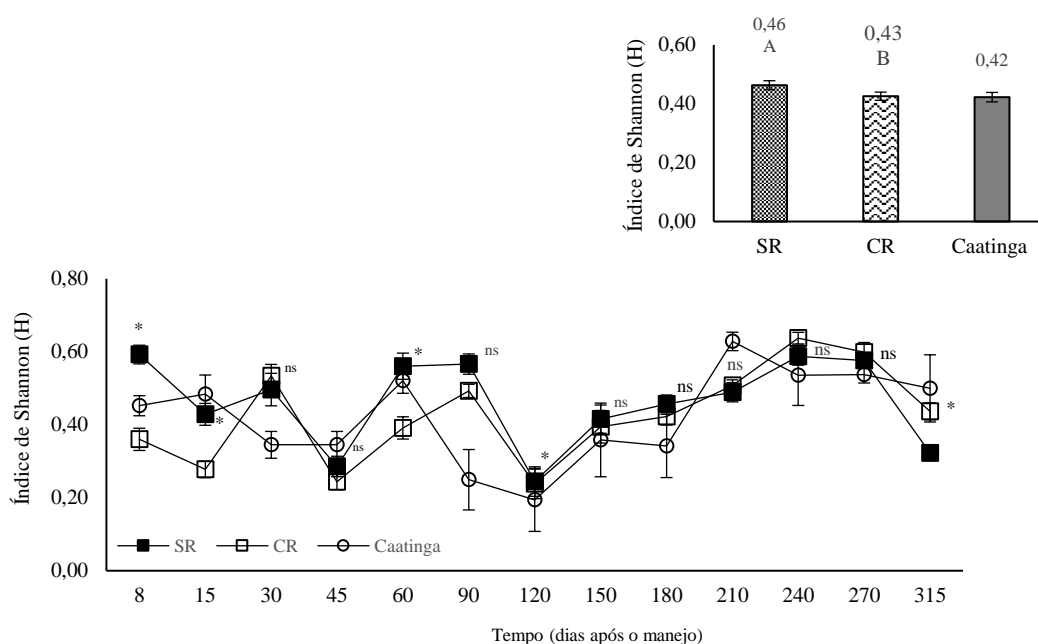 0,46
A
0,43
B
0,42
Índice de Shannon (H)
0,60
0,40
0,20
0,00
SR CR Caatinga
Índice de Shannon (H)
0,80
0,60
0,40
0,20
0,00
* * ns ns * ns * ns ns ns ns ns *
SR CR Caatinga
8 15 30 45 60 90 120 150 180 210 240 270 315
Tempo (dias após o manejo)